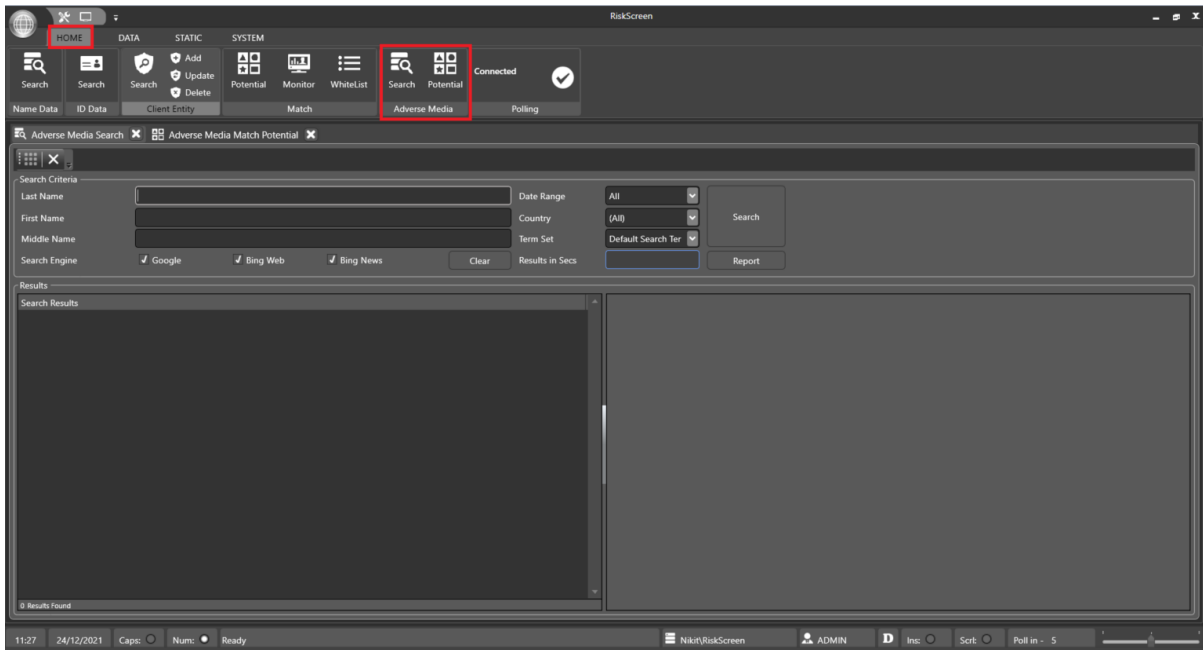 RiskScreen
HOME DATA STATIC SYSTEM
Search Search Search Add Update Delete Potential Monitor WhiteList Search Potential Connected
Name Data ID Data Client Entity Match Adverse Media Polling
Adverse Media Search Adverse Media Match Potential
Search Criteria
Last Name Date Range All
First Name Country (All) Search
Middle Name Term Set Default Search Ter
Search Engine Google Bing Web Bing News Clear Results in Secs Report
Results
Search Results
0 Results Found
11:27 24/12/2021 Caps: Num: Ready Nikit\RiskScreen ADMIN D Ins: Scrl: Poll in - 5